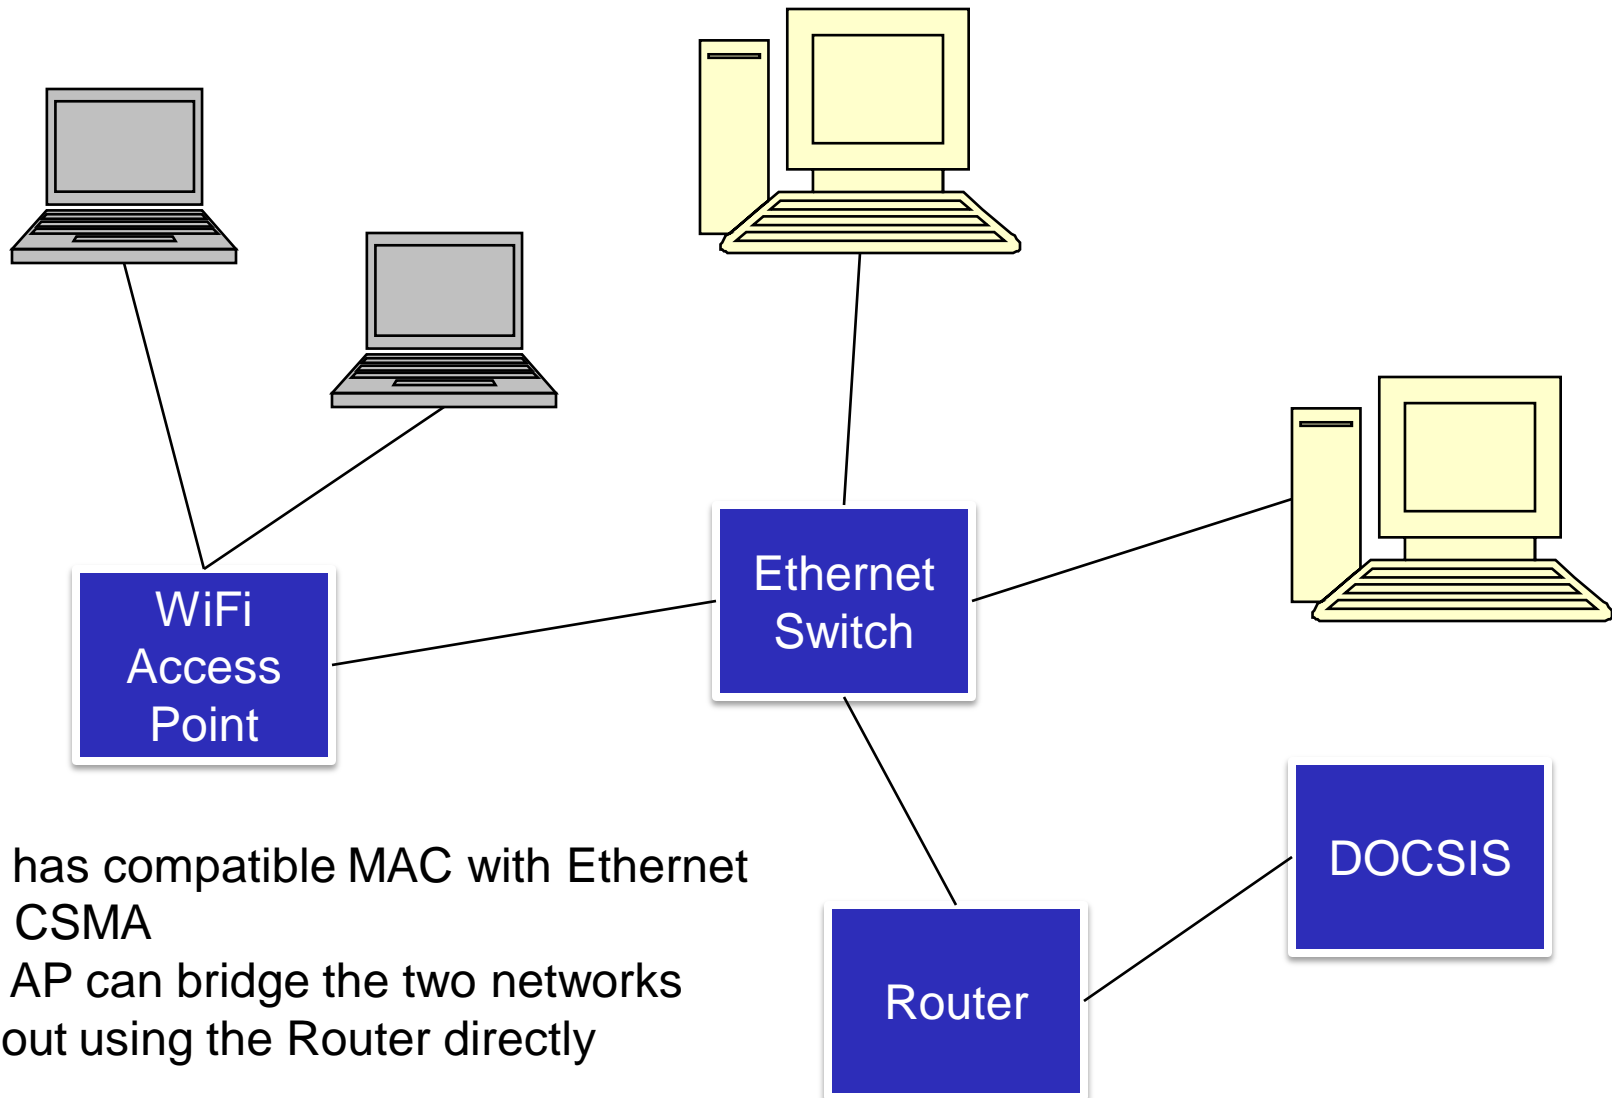 Ethernet
Switch
WiFi
Access
Point
DOCSIS
Router
has compatible MAC with Ethernet
CSMA
AP can bridge the two networks
out using the Router directly